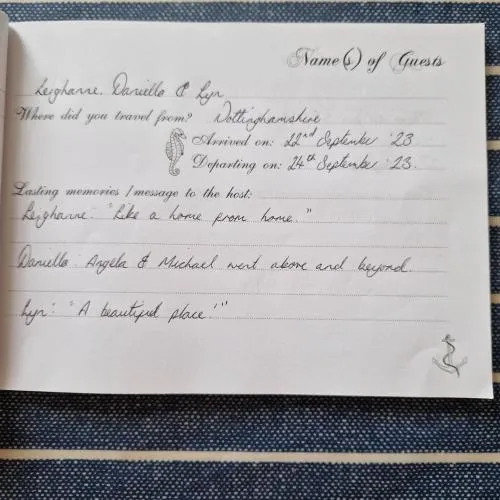 Name(s) of Guests
Leighanne, Daniella & Lyn
Where did you travel from? Nottinghamshire
Arrived on: 22nd September '23
Departing on: 24th September '23.
Lasting memories / message to the host:
Leighanne: "Like a home from home."
Daniella: Angela & Michael went above and beyond.
Lyn: "A beautiful place!"